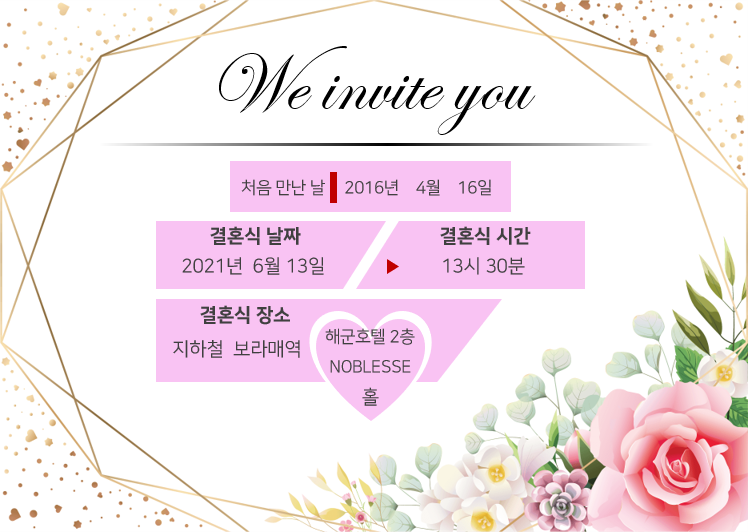 We invite you
처음 만난 날 2016년 4월 16일
결혼식 날짜
2021년 6월 13일
결혼식 시간
13시 30분
결혼식 장소
지하철 보라매역
해군호텔 2층
NOBLESSE
홀